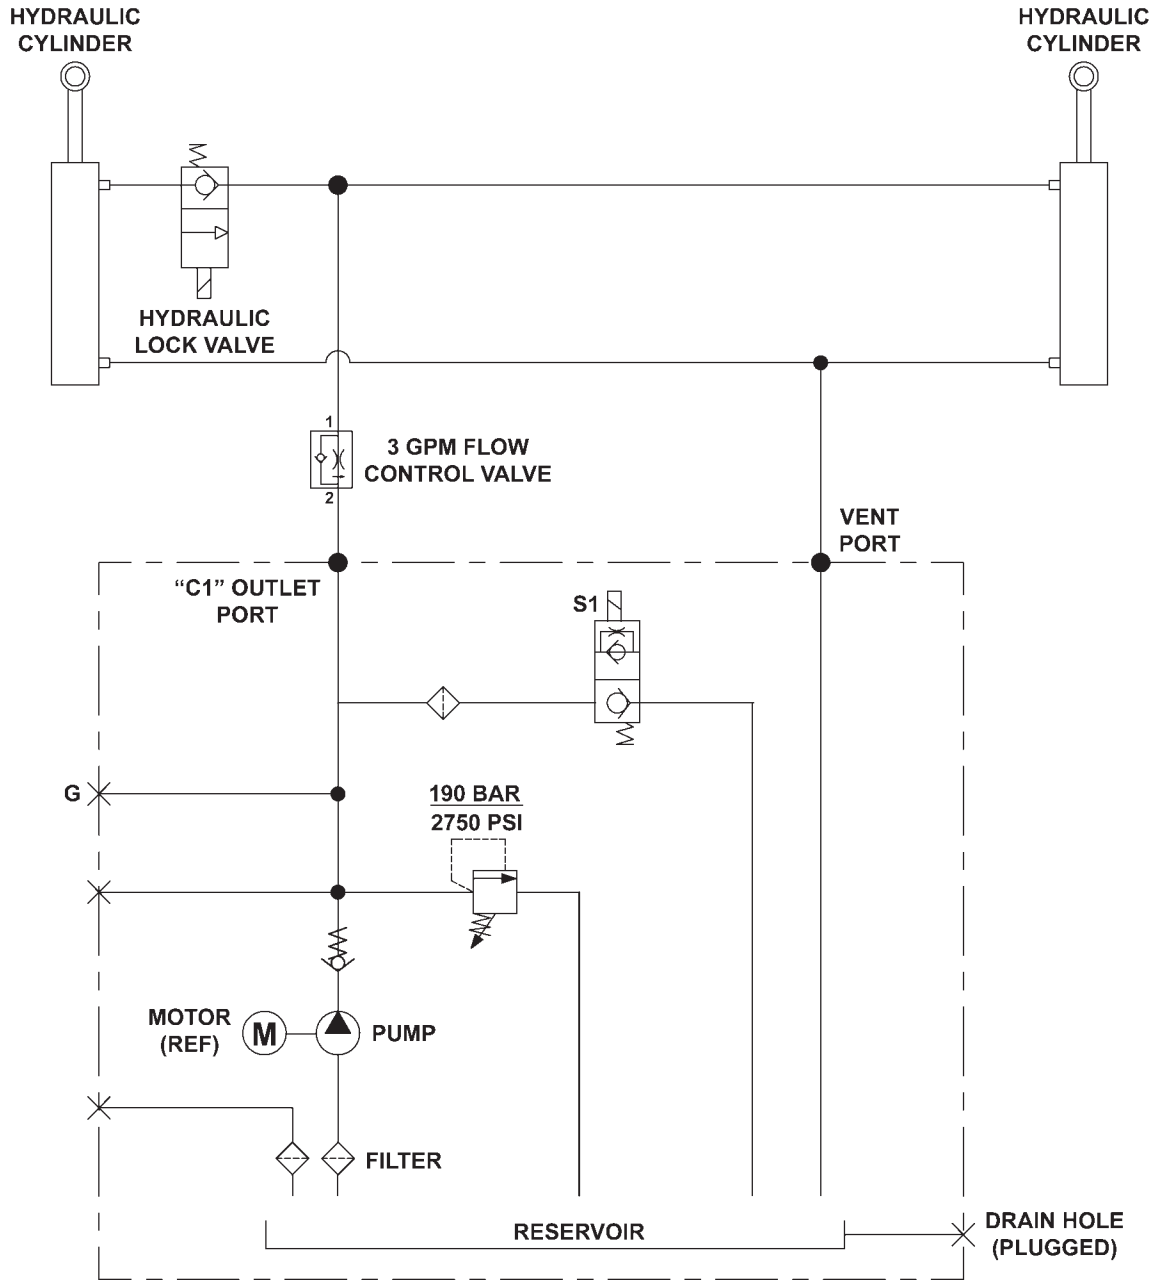 HYDRAULIC
CYLINDER
HYDRAULIC
CYLINDER
HYDRAULIC
LOCK VALVE
1
3 GPM FLOW
CONTROL VALVE
2
VENT
PORT
“C1” OUTLET
PORT
S1
G
190 BAR
2750 PSI
MOTOR
(REF)
M
PUMP
FILTER
RESERVOIR
DRAIN HOLE
(PLUGGED)